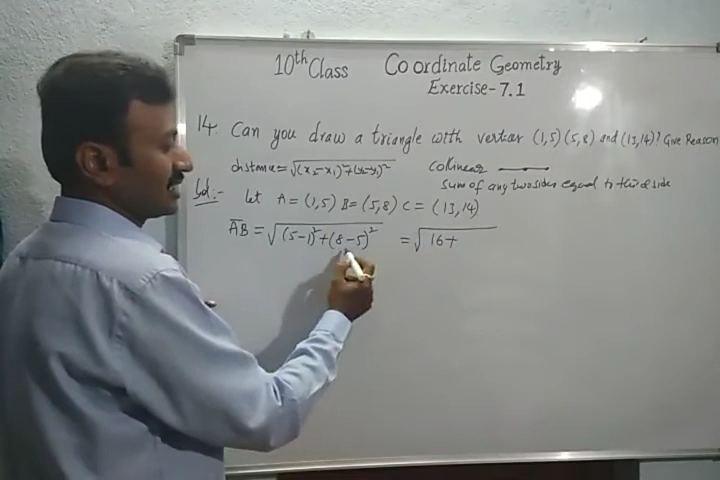 10th Class Coordinate Geometry
Exercise-7.1
14. Can you draw a triangle with vertices (1,5) (5,8) and (13,14)? Give Reason
distance = √(x₂-x₁)²+(y₂-y₁)² collinear
Sol:- sum of any two sides equal to third side
let A = (1,5) B = (5,8) C = (13,14)
AB = √(5-1)²+(8-5)² = √16+